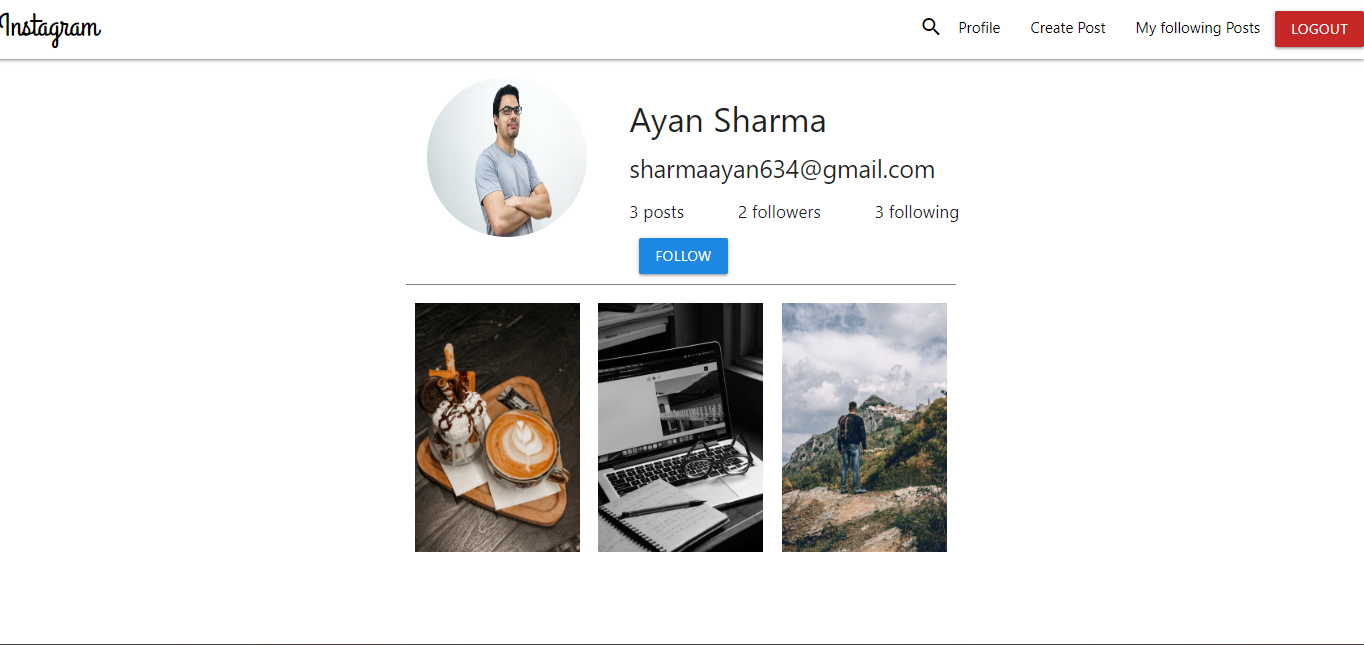 Instagram
Profile Create Post My following Posts LOGOUT
Ayan Sharma
sharmaayan634@gmail.com
3 posts 2 followers 3 following
FOLLOW